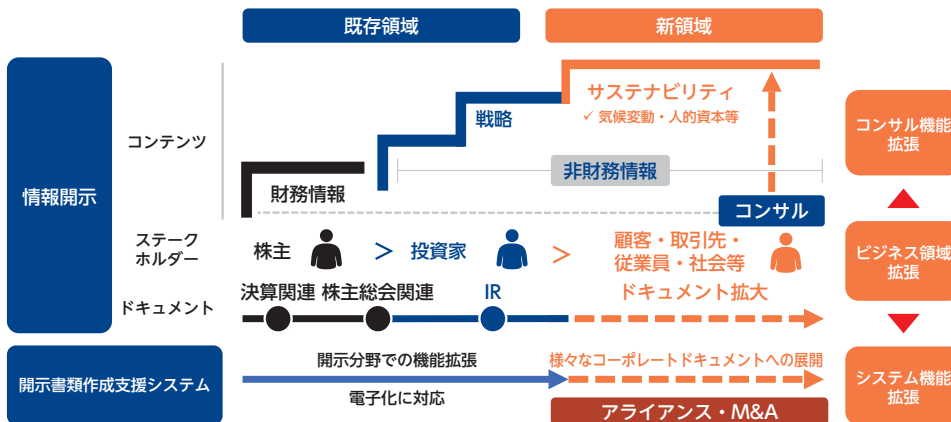 既存領域
新領域
情報開示
コンテンツ
財務情報
戦略
サステナビリティ
✓ 気候変動・人的資本等
非財務情報
コンサル
ステーク
ホルダー
株主
>
投資家
>
顧客・取引先・
従業員・社会等
ドキュメント
決算関連
株主総会関連
IR
ドキュメント拡大
開示書類作成支援システム
開示分野での機能拡張
電子化に対応
様々なコーポレートドキュメントへの展開
アライアンス・M&A
コンサル機能
拡張
ビジネス領域
拡張
システム機能
拡張